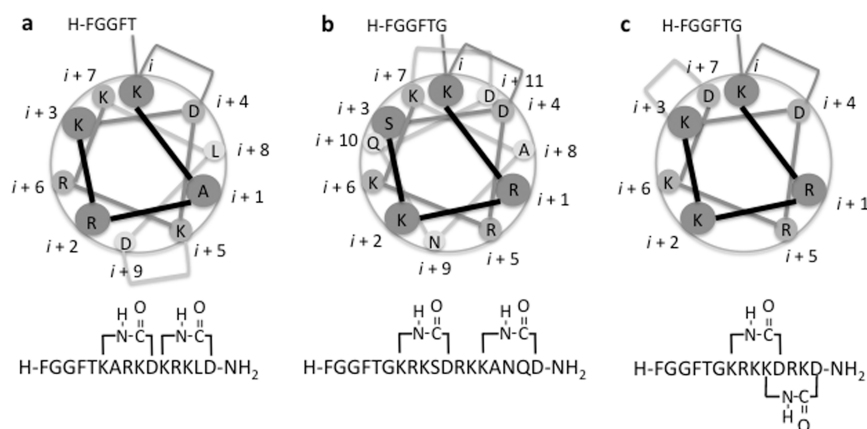 a
H-FGGFT
i
i + 7
K
K
D
i + 4
i + 3
K
L
i + 8
i + 6
R
A
i + 1
R
K
i + 2
D
i + 5
i + 9
H O
N-C N-C
H-FGGFTKARKDKRKLD-NH2
b
H-FGGFTG
i
i + 7
i + 11
K
K
D
D
i + 4
i + 3
S
i + 10
Q
A
i + 8
i + 6
K
R
i + 1
K
R
i + 2
N
i + 5
i + 9
H O
N-C N-C
H-FGGFTGKRKSDRKKANQD-NH2
c
H-FGGFTG
i
i + 7
D
K
D
i + 4
i + 3
K
i + 6
K
R
i + 1
K
R
i + 2
i + 5
H O
N-C
H-FGGFTGKRKKDRKD-NH2
N-C
H O